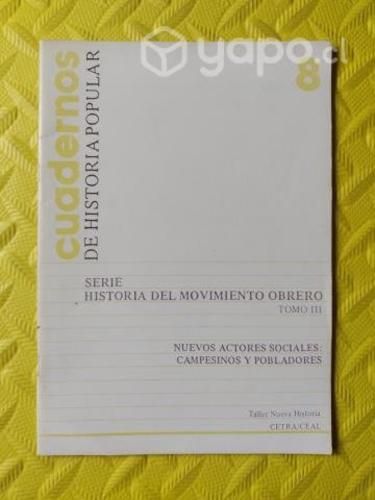 yapo.cl
8
cuadernos
DE HISTORIA POPULAR
SERIE
HISTORIA DEL MOVIMIENTO OBRERO
TOMO III
NUEVOS ACTORES SOCIALES:
CAMPESINOS Y POBLADORES
Taller Nueva Historia
CETRA/CEAL